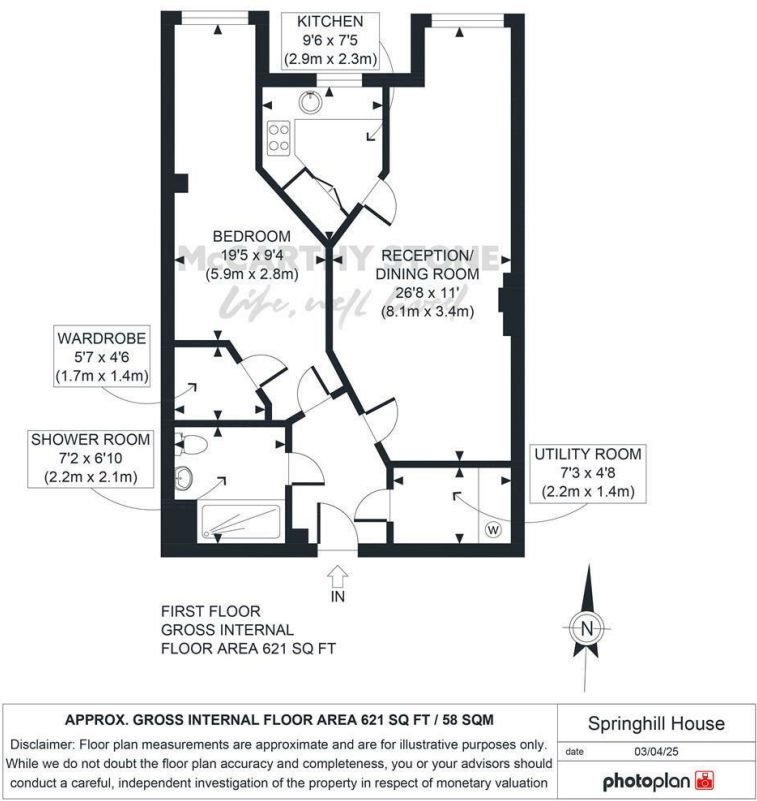 KITCHEN
9'6 x 7'5
(2.9m x 2.3m)
BEDROOM
19'5 x 9'4
(5.9m x 2.8m)
McCARTHY STONE
life, well lived
RECEPTION/
DINING ROOM
26'8 x 11'
(8.1m x 3.4m)
WARDROBE
5'7 x 4'6
(1.7m x 1.4m)
SHOWER ROOM
7'2 x 6'10
(2.2m x 2.1m)
UTILITY ROOM
7'3 x 4'8
(2.2m x 1.4m)
W
IN
FIRST FLOOR
GROSS INTERNAL
FLOOR AREA 621 SQ FT
N
APPROX. GROSS INTERNAL FLOOR AREA 621 SQ FT / 58 SQM
Disclaimer: Floor plan measurements are approximate and are for illustrative purposes only.
While we do not doubt the floor plan accuracy and completeness, you or your advisors should
conduct a careful, independent investigation of the property in respect of monetary valuation
Springhill House
date 03/04/25
photoplan